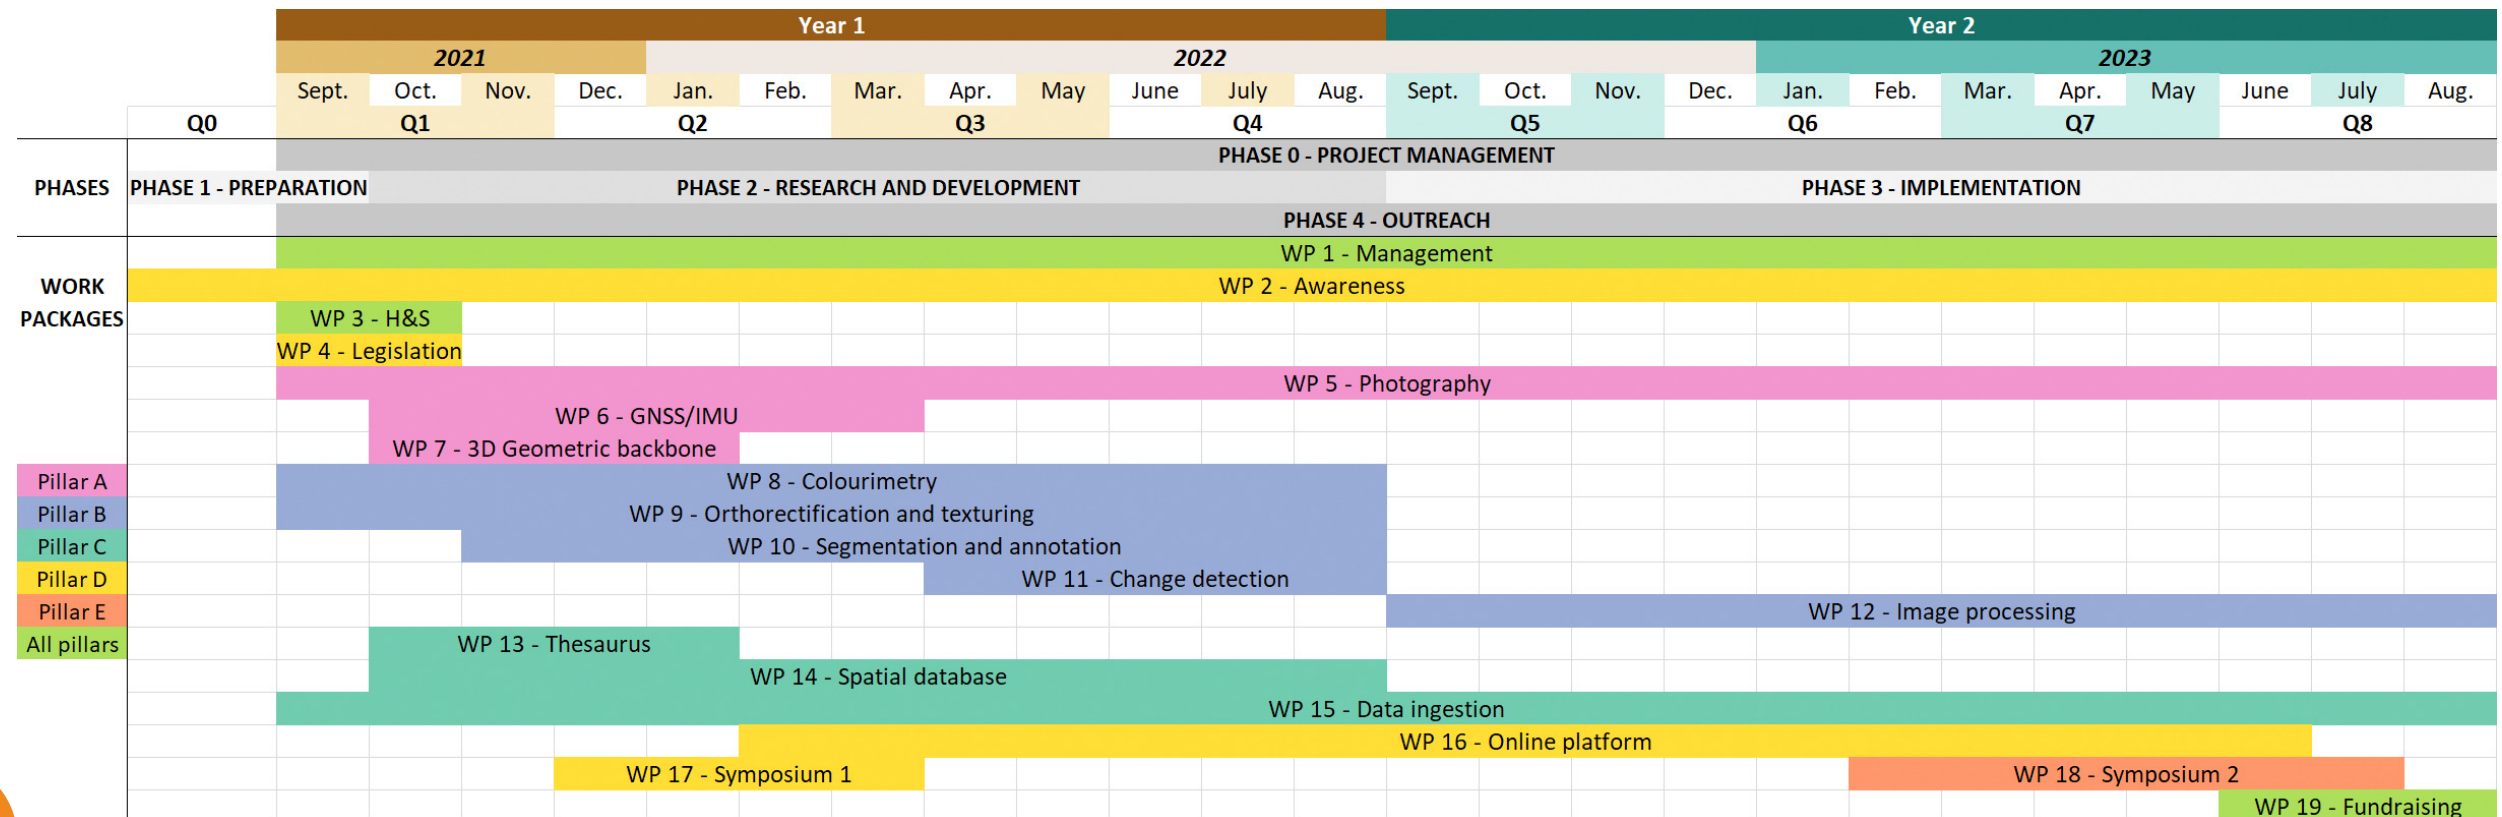 Year 1 Year 2
2021 2022 2023
Sept. Oct. Nov. Dec. Jan. Feb. Mar. Apr. May June July Aug. Sept. Oct. Nov. Dec. Jan. Feb. Mar. Apr. May June July Aug.
Q0 Q1 Q2 Q3 Q4 Q5 Q6 Q7 Q8
PHASE 0 - PROJECT MANAGEMENT
PHASES PHASE 1 - PREPARATION PHASE 2 - RESEARCH AND DEVELOPMENT PHASE 3 - IMPLEMENTATION
PHASE 4 - OUTREACH
WP 1 - Management
WORK WP 2 - Awareness
PACKAGES WP 3 - H&S
WP 4 - Legislation
WP 5 - Photography
WP 6 - GNSS/IMU
WP 7 - 3D Geometric backbone
Pillar A WP 8 - Colourimetry
Pillar B WP 9 - Orthorectification and texturing
Pillar C WP 10 - Segmentation and annotation
Pillar D WP 11 - Change detection
Pillar E WP 12 - Image processing
All pillars WP 13 - Thesaurus
WP 14 - Spatial database
WP 15 - Data ingestion
WP 16 - Online platform
WP 17 - Symposium 1 WP 18 - Symposium 2
WP 19 - Fundraising